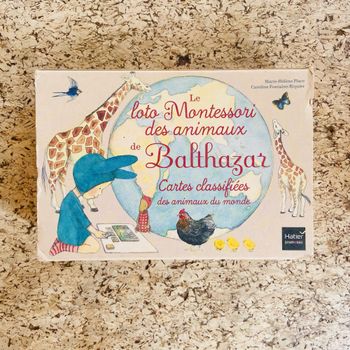 Marie-Hélène Place
Caroline Fontaine-Riquier
Le
loto Montessori
des animaux
de Balthazar
Cartes classifiées
des animaux du monde
Hatier
jeunesse